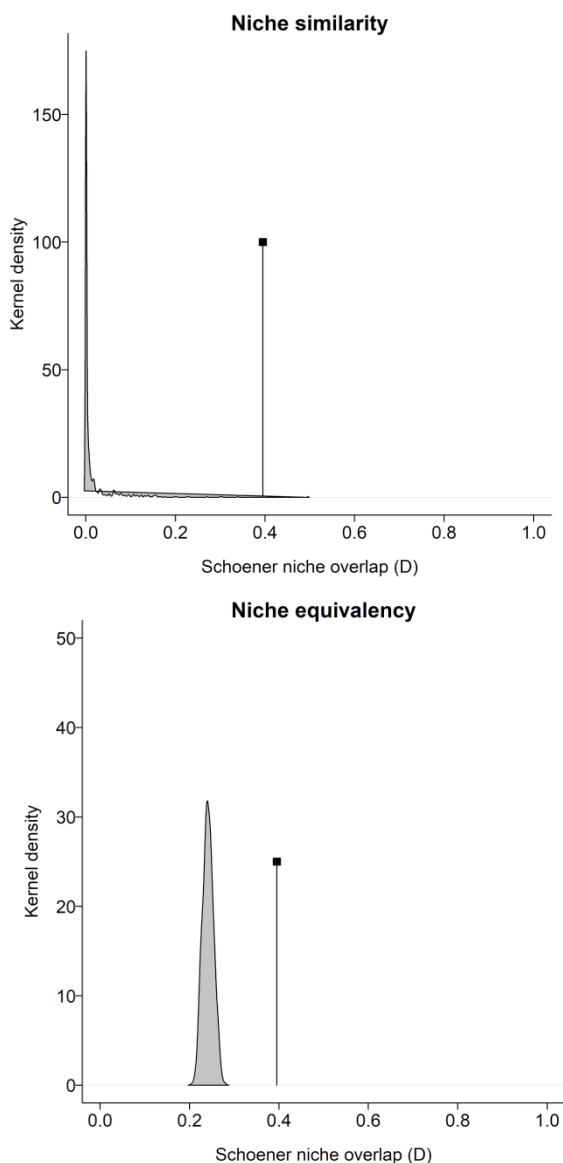 Niche similarity
150
100
50
0
Kernel density
0.0 0.2 0.4 0.6 0.8 1.0
Schoener niche overlap (D)
Niche equivalency
50
40
30
20
10
0
Kernel density
0.0 0.2 0.4 0.6 0.8 1.0
Schoener niche overlap (D)